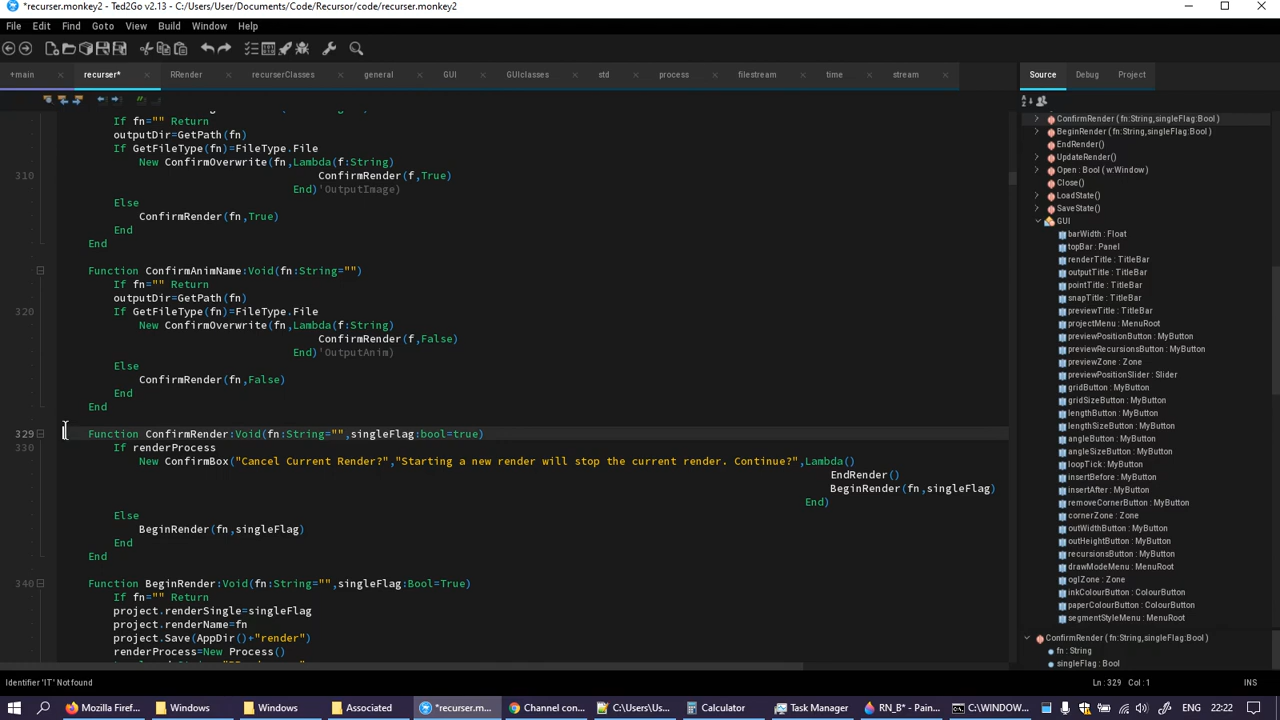 *recurser.monkey2 - Ted2Go v2.13 - C:/Users/User/Documents/Code/Recursor/code/recurser.monkey2
File Edit Find Goto View Build Window Help
+main recurser* RRender recurserClasses general GUI GUIclasses std process filestream time stream
Source Debug Project
If fn="" Return
outputDir=GetPath(fn)
If GetFileType(fn)=FileType.File
New ConfirmOverwrite(fn,Lambda(f:String)
310 ConfirmRender(f,True)
End)'OutputImage)
Else
ConfirmRender(fn,True)
End
End
Function ConfirmAnimName:Void(fn:String="")
If fn="" Return
outputDir=GetPath(fn)
320 If GetFileType(fn)=FileType.File
New ConfirmOverwrite(fn,Lambda(f:String)
ConfirmRender(f,False)
End)'OutputAnim)
Else
ConfirmRender(fn,False)
End
End
329 Function ConfirmRender:Void(fn:String="",singleFlag:bool=true)
330 If renderProcess
New ConfirmBox("Cancel Current Render?","Starting a new render will stop the current render. Continue?",Lambda()
EndRender()
BeginRender(fn,singleFlag)
End)
Else
BeginRender(fn,singleFlag)
End
End
340 Function BeginRender:Void(fn:String="",singleFlag:Bool=True)
If fn="" Return
project.renderSingle=singleFlag
project.renderName=fn
project.Save(AppDir()+"render")
renderProcess=New Process()
ConfirmRender ( fn:String,singleFlag:Bool )
BeginRender ( fn:String,singleFlag:Bool )
EndRender()
UpdateRender()
Open : Bool ( w:Window )
Close()
LoadState()
SaveState()
GUI
barWidth : Float
topBar : Panel
renderTitle : TitleBar
outputTitle : TitleBar
pointTitle : TitleBar
snapTitle : TitleBar
previewTitle : TitleBar
projectMenu : MenuRoot
previewPositionButton : MyButton
previewRecursionsButton : MyButton
previewZone : Zone
previewPositionSlider : Slider
gridButton : MyButton
gridSizeButton : MyButton
lengthButton : MyButton
lengthSizeButton : MyButton
angleButton : MyButton
angleSizeButton : MyButton
loopTick : MyButton
insertBefore : MyButton
insertAfter : MyButton
removeCornerButton : MyButton
cornerZone : Zone
outWidthButton : MyButton
outHeightButton : MyButton
recursionsButton : MyButton
drawModeMenu : MenuRoot
oglZone : Zone
inkColourButton : ColourButton
paperColourButton : ColourButton
segmentStyleMenu : MenuRoot
ConfirmRender ( fn:String,singleFlag:Bool )
fn : String
singleFlag : Bool
Identifier 'IT' Not found Ln : 329 Col : 1 INS
Mozilla Firef... Windows Windows Associated *recurser.m... Channel con... C:\Users\Us... Calculator Task Manager RN_B* - Pain... C:\WINDOW... ENG 22:22